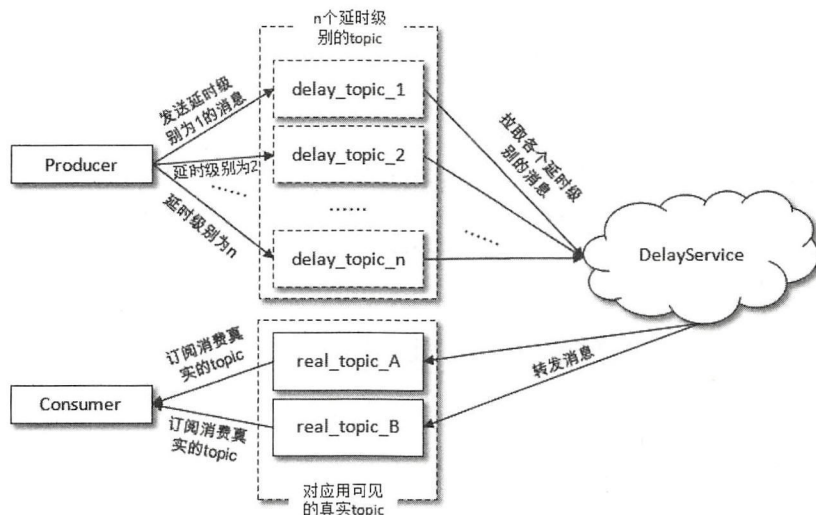 n个延时级
别的topic
发送延时级
别为1的消息
delay_topic_1
拉取各个延时级
别的消息
Producer
延时级别为2
delay_topic_2
......
......
延时级别为n
delay_topic_n
......
DelayService
订阅消费真
实的topic
real_topic_A
转发消息
Consumer
real_topic_B
订阅消费真
实的topic
对应用可见
的真实topic